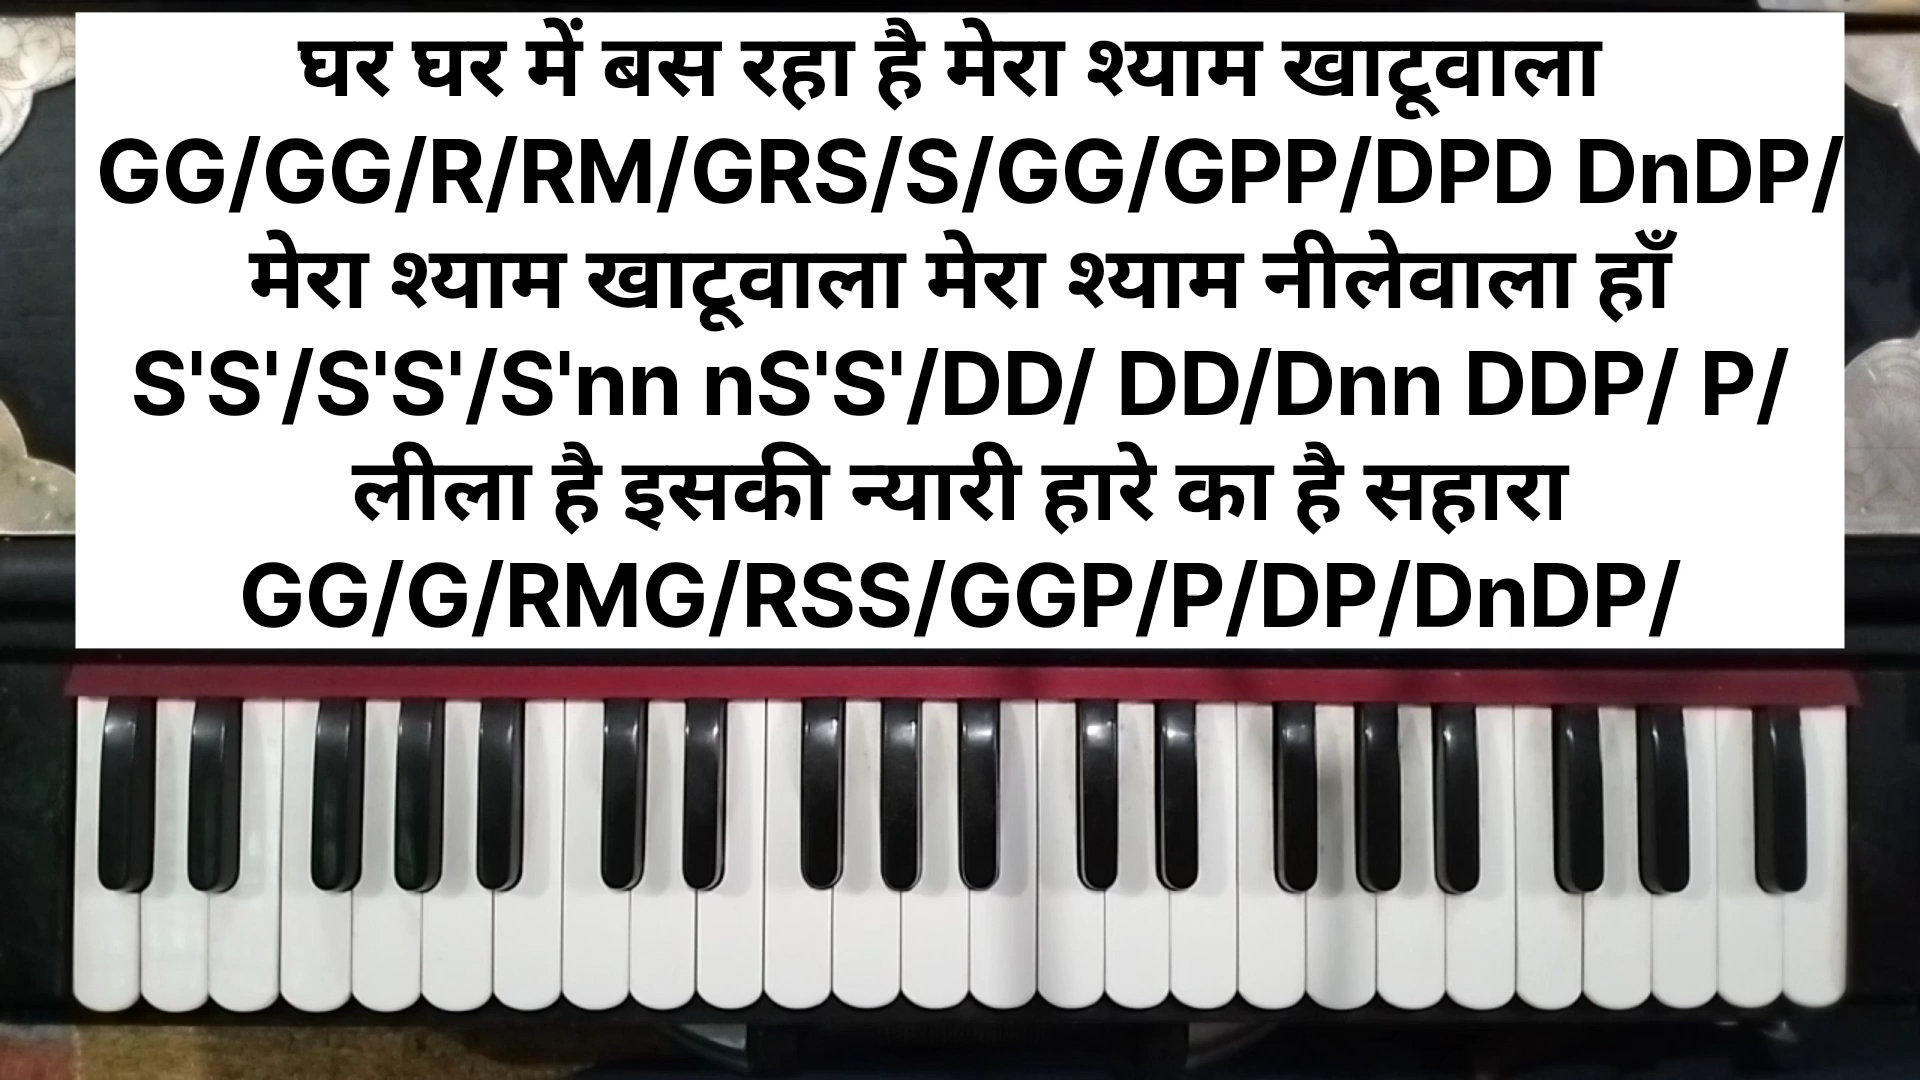 घर घर में बस रहा है मेरा श्याम खाटूवाला
GG/GG/R/RM/GRS/S/GG/GPP/DPD DnDP/
मेरा श्याम खाटूवाला मेरा श्याम नीलेवाला हाँ
S'S'/S'S'/S'nn nS'S'/DD/ DD/Dnn DDP/ P/
लीला है इसकी न्यारी हारे का है सहारा
GG/G/RMG/RSS/GGP/P/DP/DnDP/